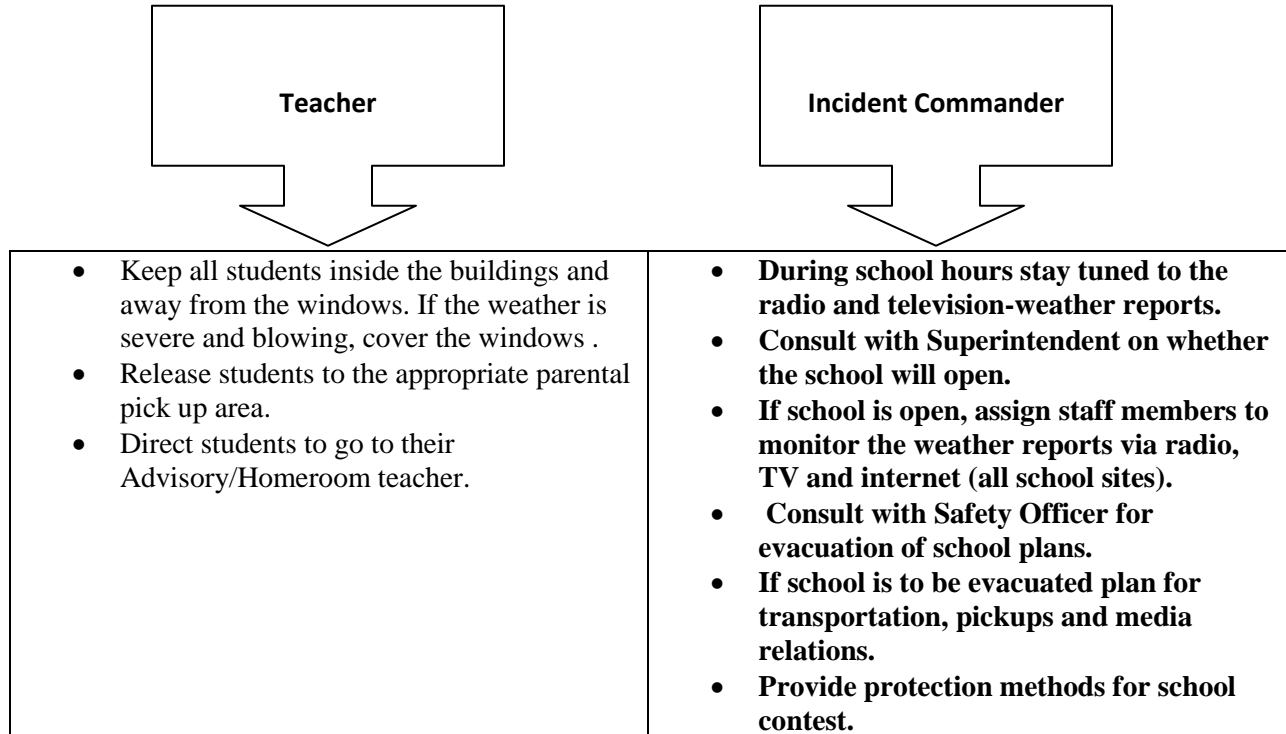 Teacher
Incident Commander
• Keep all students inside the buildings and
away from the windows. If the weather is
severe and blowing, cover the windows .
• Release students to the appropriate parental
pick up area.
• Direct students to go to their
Advisory/Homeroom teacher.
• During school hours stay tuned to the
radio and television-weather reports.
• Consult with Superintendent on whether
the school will open.
• If school is open, assign staff members to
monitor the weather reports via radio,
TV and internet (all school sites).
• Consult with Safety Officer for
evacuation of school plans.
• If school is to be evacuated plan for
transportation, pickups and media
relations.
• Provide protection methods for school
contest.